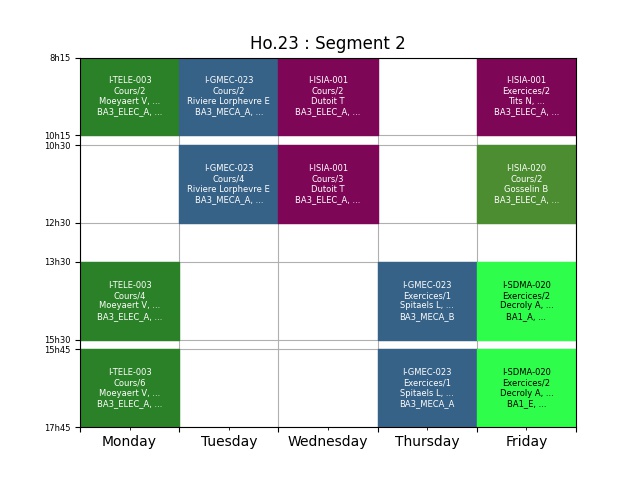 Ho.23 : Segment 2
8h15
I-TELE-003
Cours/2
Moeyaert V, ...
BA3_ELEC_A, ...
I-GMEC-023
Cours/2
Riviere Lorphevre E
BA3_MECA_A, ...
I-ISIA-001
Cours/2
Dutoit T
BA3_ELEC_A, ...
I-ISIA-001
Exercices/2
Tits N, ...
BA3_ELEC_A, ...
10h15
10h30
I-GMEC-023
Cours/4
Riviere Lorphevre E
BA3_MECA_A, ...
I-ISIA-001
Cours/3
Dutoit T
BA3_ELEC_A, ...
I-ISIA-020
Cours/2
Gosselin B
BA3_ELEC_A, ...
12h30
13h30
I-TELE-003
Cours/4
Moeyaert V, ...
BA3_ELEC_A, ...
I-GMEC-023
Exercices/1
Spitaels L, ...
BA3_MECA_B
I-SDMA-020
Exercices/2
Decroly A, ...
BA1_A, ...
15h30
15h45
I-TELE-003
Cours/6
Moeyaert V, ...
BA3_ELEC_A, ...
I-GMEC-023
Exercices/1
Spitaels L, ...
BA3_MECA_A
I-SDMA-020
Exercices/2
Decroly A, ...
BA1_E, ...
17h45
Monday
Tuesday
Wednesday
Thursday
Friday